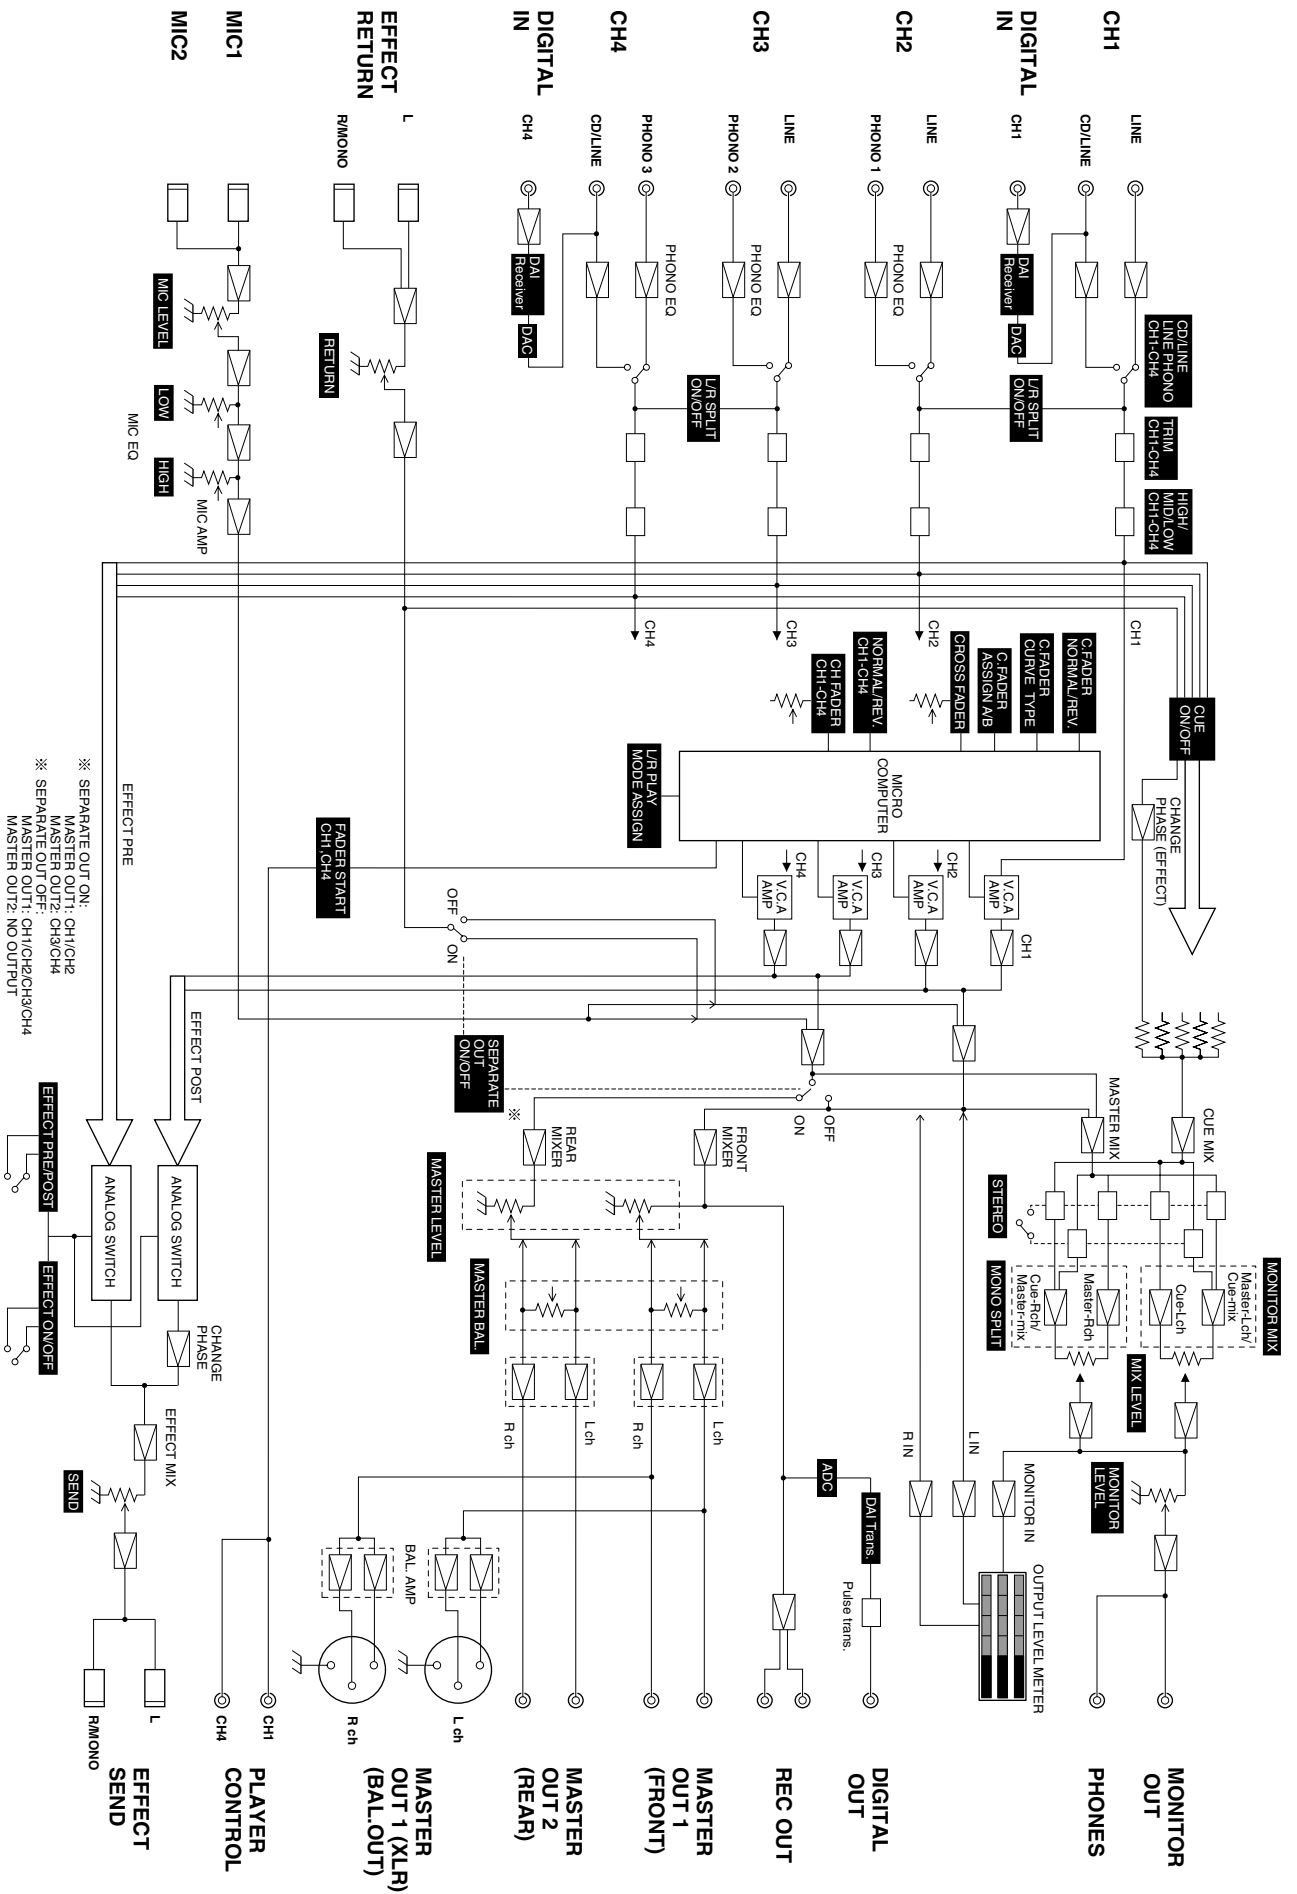 CH1
DIGITAL
IN
CH2
CH3
CH4
DIGITAL
IN
EFFECT
RETURN
MIC1
MIC2
LINE
CD/LINE
CH1
LINE
PHONO 1
LINE
PHONO 2
PHONO 3
CD/LINE
CH4
L
R/MONO
DAI
Receiver
DAC
PHONO EQ
PHONO EQ
PHONO EQ
DAI
Receiver
DAC
CD/LINE
LINE PHONO
CH1-CH4
TRIM
CH1-CH4
HIGH/
MID/LOW
CH1-CH4
L/R SPLIT
ON/OFF
L/R SPLIT
ON/OFF
RETURN
MIC LEVEL
LOW
HIGH
MIC EQ
MIC AMP
CH1
CH2
CH3
CH4
CUE
ON/OFF
C.FADER
NORMAL/REV.
C.FADER
CURVE TYPE
C.FADER
ASSIGN A/B
CROSS FADER
NORMAL/REV.
CH1-CH4
CH FADER
CH1-CH4
MICRO
COMPUTER
L/R PLAY
MODE ASSIGN
CHANGE
PHASE (EFFECT)
V.C.A
AMP
CH1
CH2
V.C.A
AMP
CH3
V.C.A
AMP
CH4
V.C.A
AMP
FADER START
CH1,CH4
OFF
ON
EFFECT PRE
※ SEPARATE OUT ON:
MASTER OUT1: CH1/CH2
MASTER OUT2: CH3/CH4
※ SEPARATE OUT OFF:
MASTER OUT1: CH1/CH2/CH3/CH4
MASTER OUT2: NO OUTPUT
EFFECT POST
SEPARATE
OUT
ON/OFF
※
OFF
ON
MASTER MIX
CUE MIX
FRONT
MIXER
REAR
MIXER
MASTER LEVEL
MASTER BAL.
STEREO
MONO SPLIT
MONITOR MIX
Master-Lch/
Cue-mix
Cue-Lch
Master-Rch
Cue-Rch/
Master-mix
MIX LEVEL
EFFECT PRE/POST
EFFECT ON/OFF
ANALOG SWITCH
ANALOG SWITCH
CHANGE
PHASE
EFFECT MIX
SEND
L ch
R ch
L ch
R ch
L IN
R IN
MONITOR IN
MONITOR
LEVEL
ADC
DAI Trans.
Pulse trans.
OUTPUT LEVEL METER
BAL. AMP
L ch
R ch
CH1
CH4
L
R/MONO
MONITOR
OUT
PHONES
DIGITAL
OUT
REC OUT
MASTER
OUT 1
(FRONT)
MASTER
OUT 2
(REAR)
MASTER
OUT 1 (XLR)
(BAL.OUT)
PLAYER
CONTROL
EFFECT
SEND